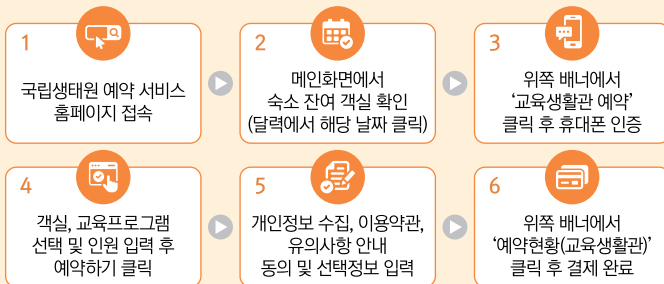 1
국립생태원 예약 서비스
홈페이지 접속
2
메인화면에서
숙소 잔여 객실 확인
(달력에서 해당 날짜 클릭)
3
위쪽 배너에서
‘교육생활관 예약’
클릭 후 휴대폰 인증
4
객실, 교육프로그램
선택 및 인원 입력 후
예약하기 클릭
5
개인정보 수집, 이용약관,
유의사항 안내
동의 및 선택정보 입력
6
위쪽 배너에서
‘예약현황(교육생활관)’
클릭 후 결제 완료